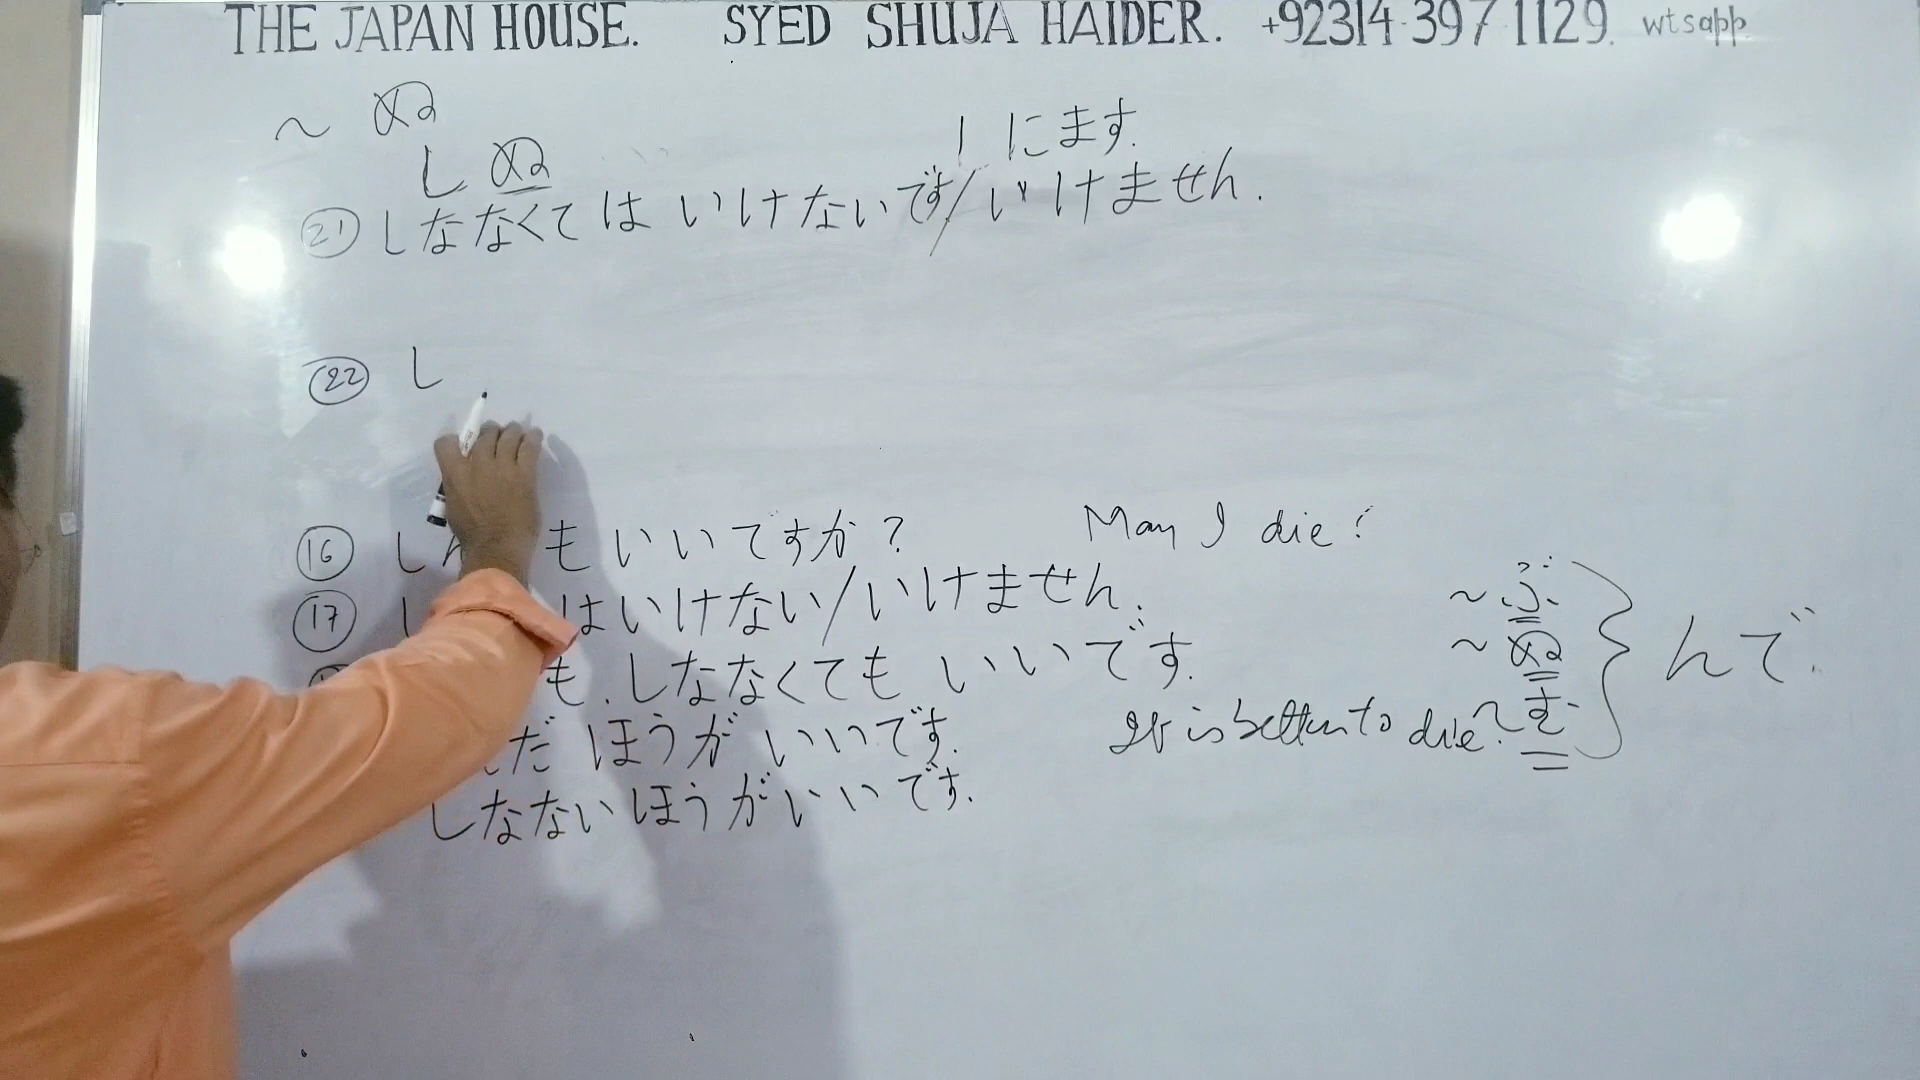 THE JAPAN HOUSE. SYED SHUJA HAIDER. +92314-397 1129. wtsapp
~ ぬ
しぬ しにます.
21 しななくてはいけないです/いけません.
22 し
16 し もいいですか? May I die?
17 し はいけない/いけません.
も.しななくてもいいです.
だほうがいいです. It is better to die?
しなないほうがいいです.
~ぶ
~ぬ んで.
~む